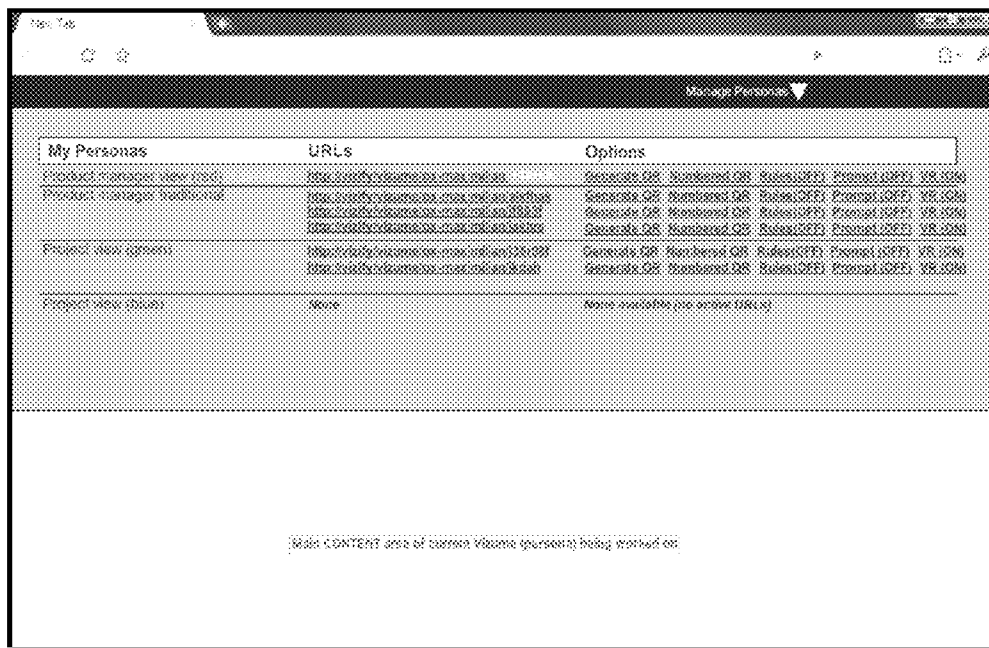 New Tab
Manage Personas
My Personas URLs Options
Product manager view (red) Generate QR Numbered QR Rules(OFF) Prompt (OFF) VR (ON)
Product manager traditional Generate QR Numbered QR Rules(OFF) Prompt (OFF) VR (ON)
Generate QR Numbered QR Rules(OFF) Prompt (OFF) VR (ON)
Generate QR Numbered QR Rules(OFF) Prompt (OFF) VR (ON)
Project view (green) Generate QR Numbered QR Rules(OFF) Prompt (OFF) VR (ON)
Generate QR Numbered QR Rules(OFF) Prompt (OFF) VR (ON)
Project view (blue) None None available (no active URLs)
Main CONTENT area of current Vizume (persona) being worked on